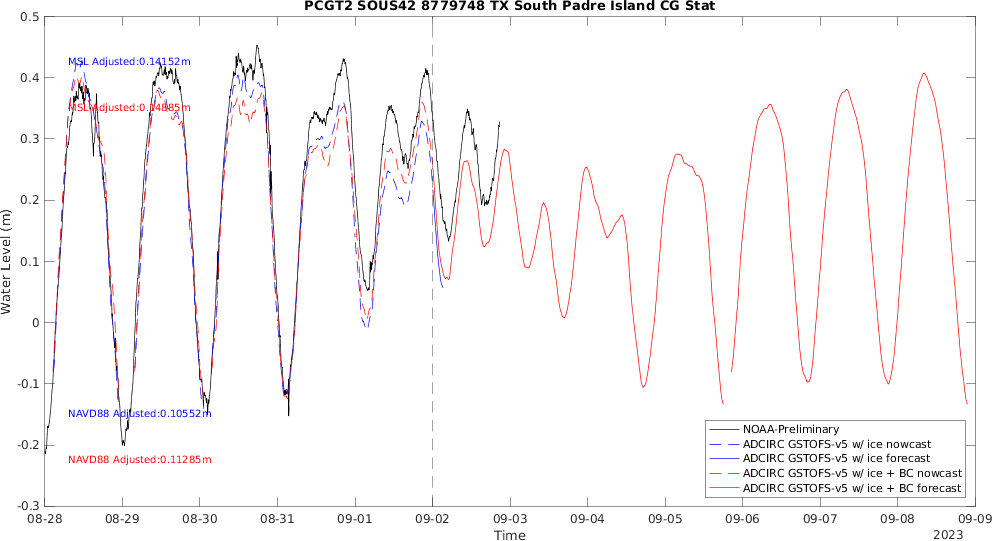 PCGT2 SOUS42 8779748 TX South Padre Island CG Stat
0.5
0.4
0.3
0.2
0.1
0
-0.1
-0.2
-0.3
Water Level (m)
MSL Adjusted:0.14152m
MSL Adjusted:0.14885m
NAVD88 Adjusted:0.10552m
NAVD88 Adjusted:0.11285m
NOAA-Preliminary
ADCIRC GSTOFS-v5 w/ ice nowcast
ADCIRC GSTOFS-v5 w/ ice forecast
ADCIRC GSTOFS-v5 w/ ice + BC nowcast
ADCIRC GSTOFS-v5 w/ ice + BC forecast
08-28 08-29 08-30 08-31 09-01 09-02 09-03 09-04 09-05 09-06 09-07 09-08 09-09
Time
2023